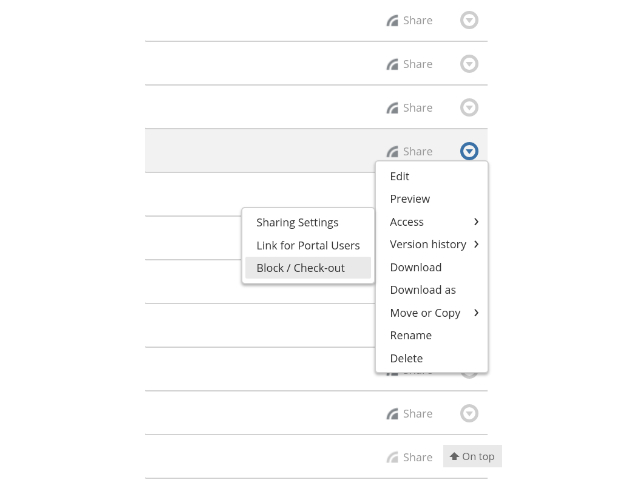 Share
Share
Share
Share
Edit
Preview
Access
Version history
Download
Download as
Move or Copy
Rename
Delete
Sharing Settings
Link for Portal Users
Block / Check-out
Share
Share
On top